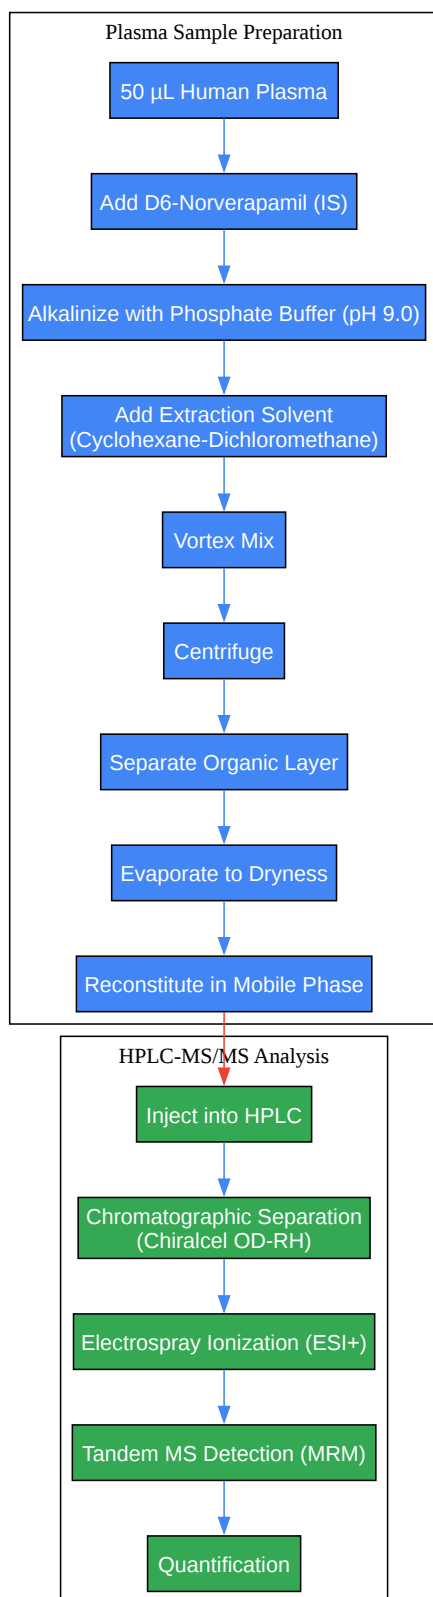 Plasma Sample Preparation
50 µL Human Plasma
Add D6-Norverapamil (IS)
Alkalinize with Phosphate Buffer (pH 9.0)
Add Extraction Solvent
(Cyclohexane-Dichloromethane)
Vortex Mix
Centrifuge
Separate Organic Layer
Evaporate to Dryness
Reconstitute in Mobile Phase
HPLC-MS/MS Analysis
Inject into HPLC
Chromatographic Separation
(Chiralcel OD-RH)
Electrospray Ionization (ESI+)
Tandem MS Detection (MRM)
Quantification